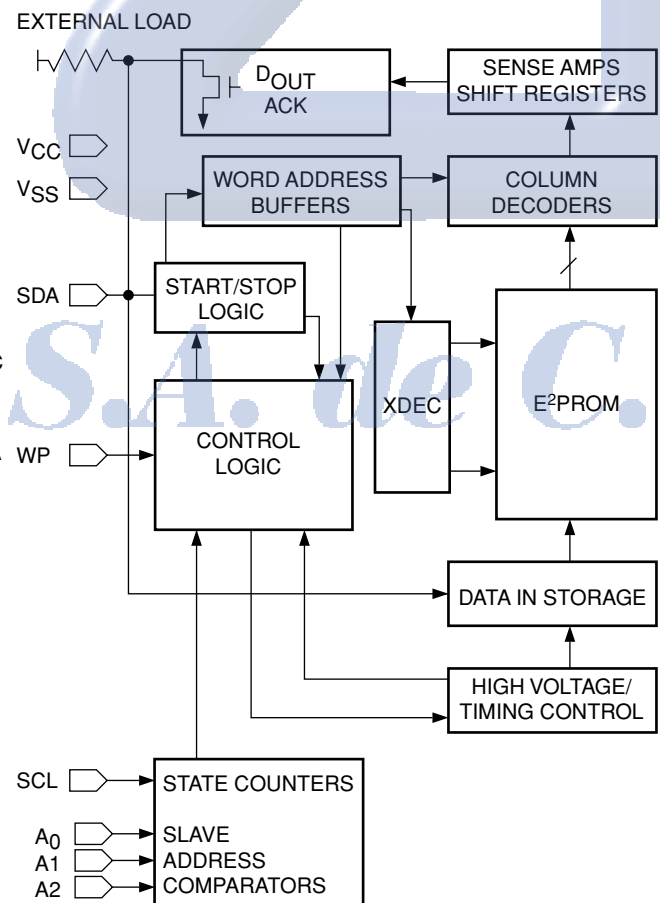 EXTERNAL LOAD
DOUT
ACK
SENSE AMPS
SHIFT REGISTERS
VCC
VSS
WORD ADDRESS
BUFFERS
COLUMN
DECODERS
SDA
START/STOP
LOGIC
S.A. de C.
XDEC
E²PROM
WP
CONTROL
LOGIC
DATA IN STORAGE
HIGH VOLTAGE/
TIMING CONTROL
SCL
STATE COUNTERS
A0
SLAVE
A1
ADDRESS
A2
COMPARATORS